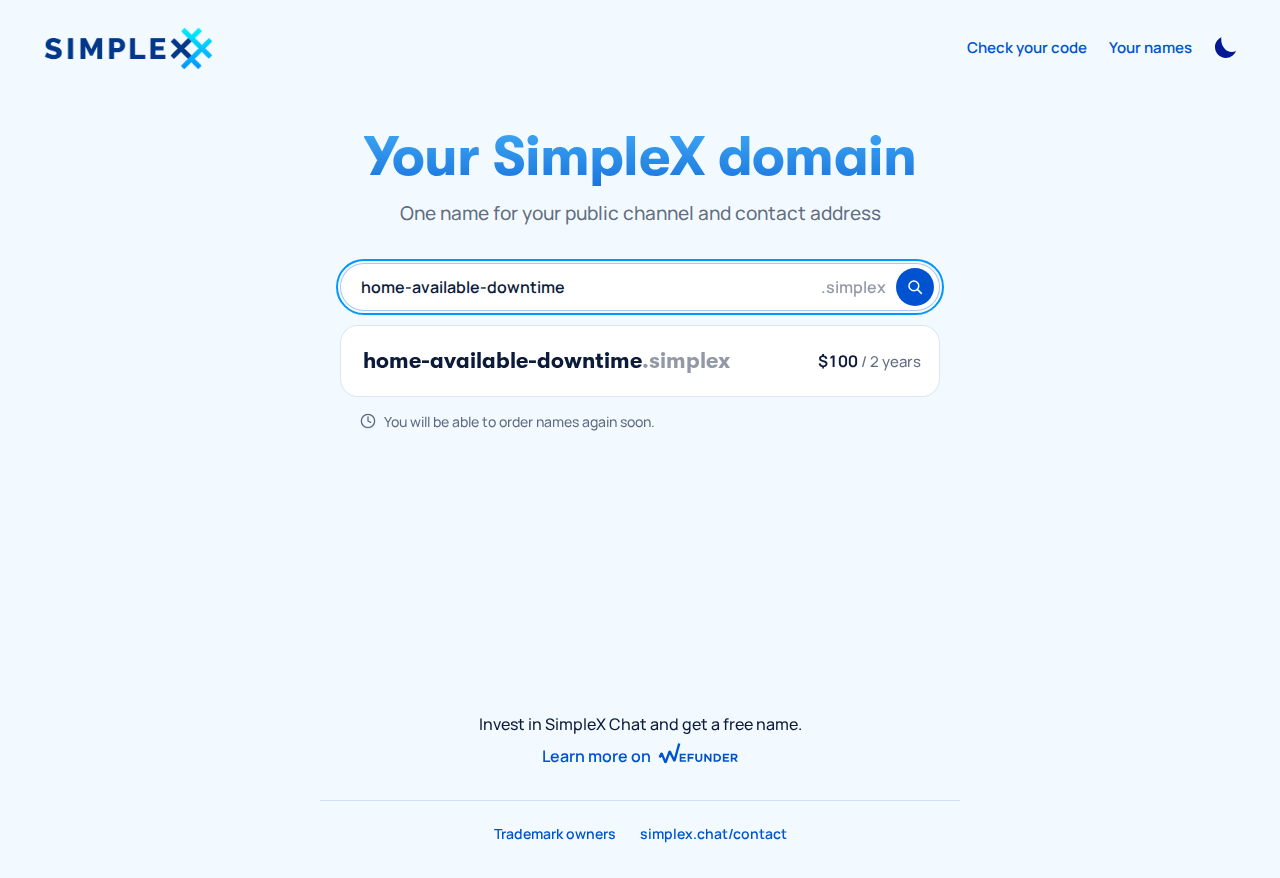 SIMPLEX
Check your code
Your names
Your SimpleX domain
One name for your public channel and contact address
home-available-downtime .simplex
home-available-downtime.simplex $100 / 2 years
You will be able to order names again soon.
Invest in SimpleX Chat and get a free name.
Learn more on WEFUNDER
Trademark owners
simplex.chat/contact